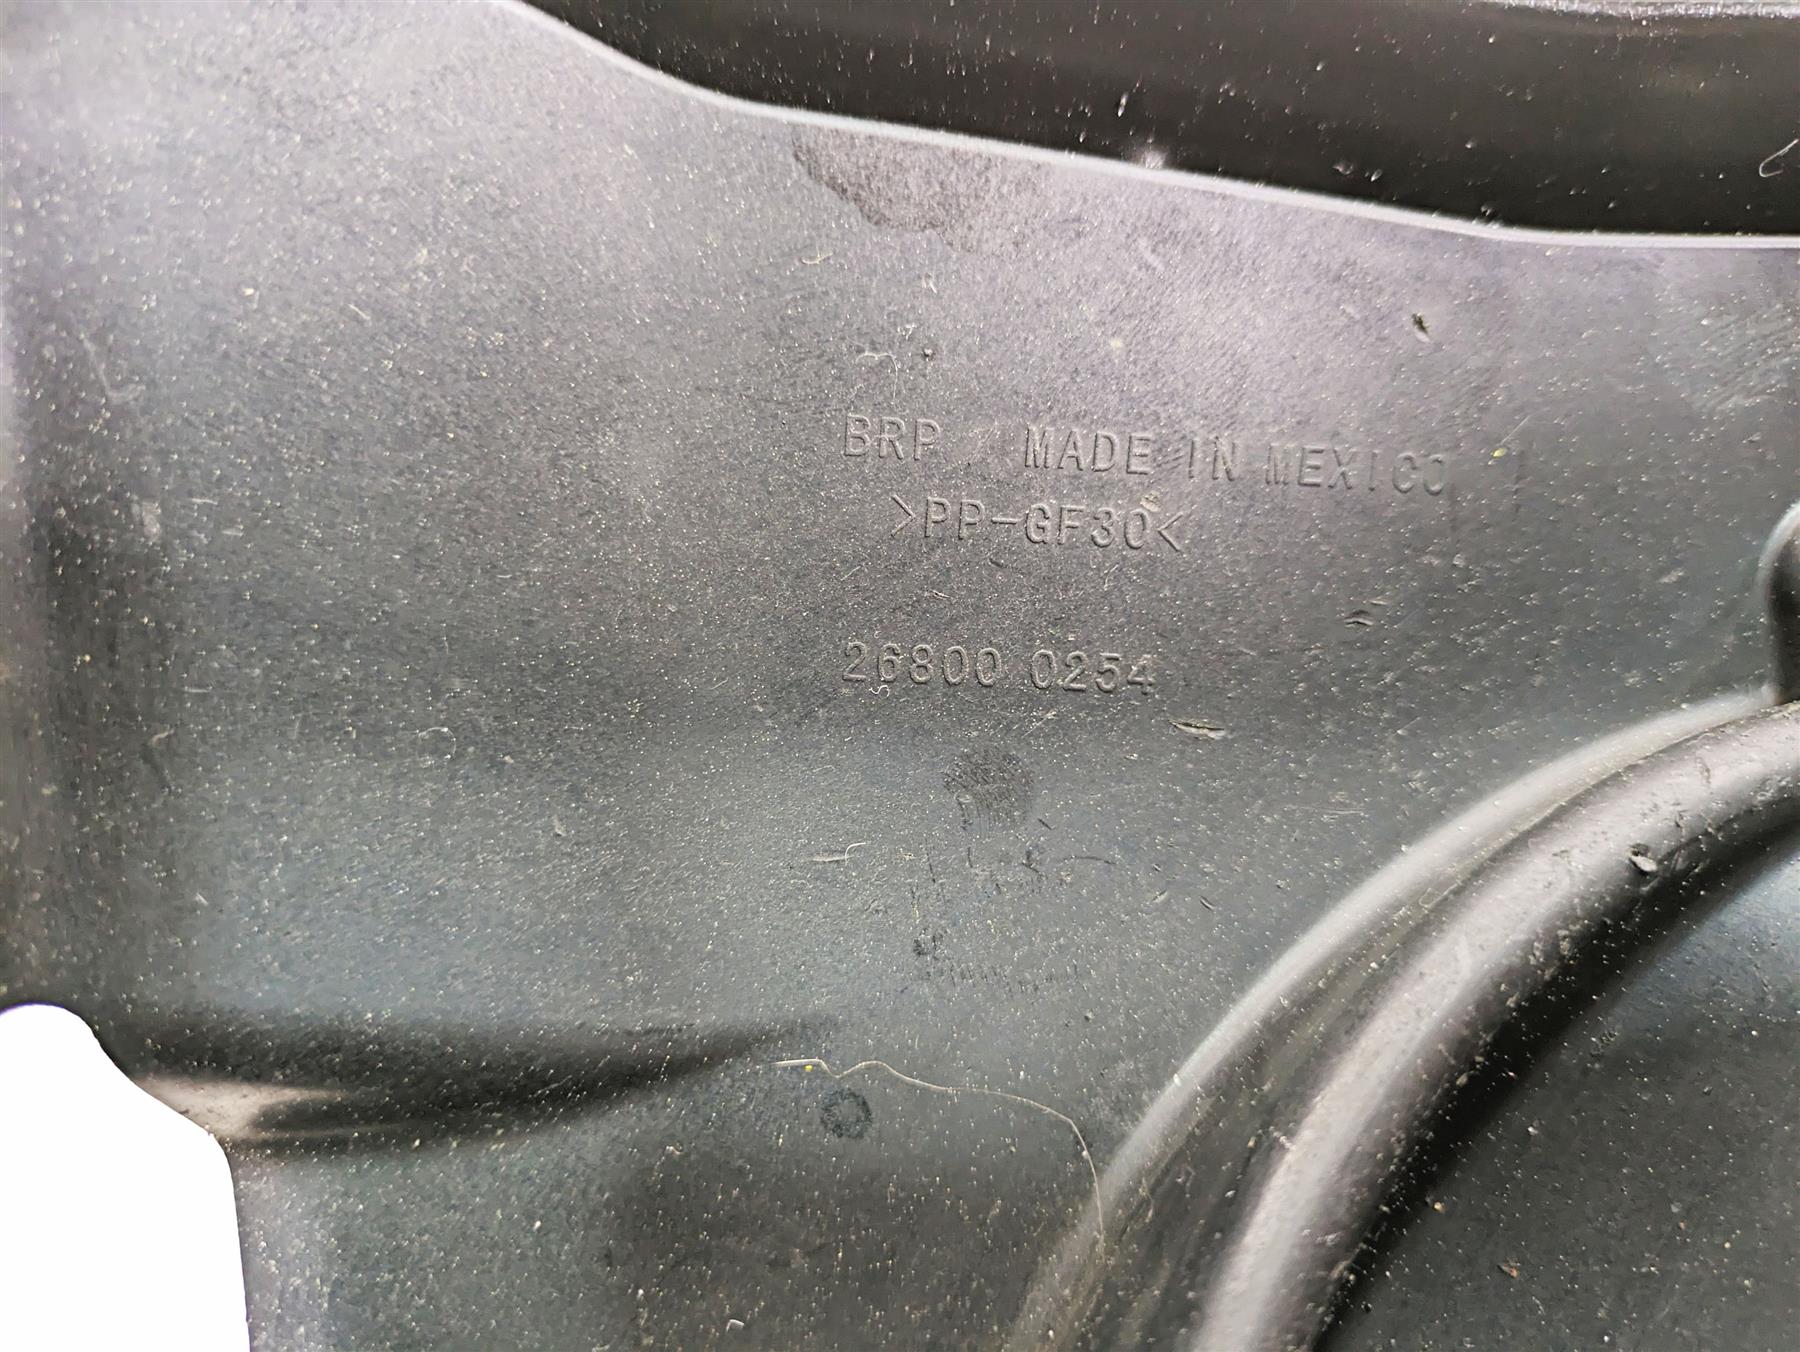 BRP / MADE IN MEXICO
>PP-GF30<
26800 0254